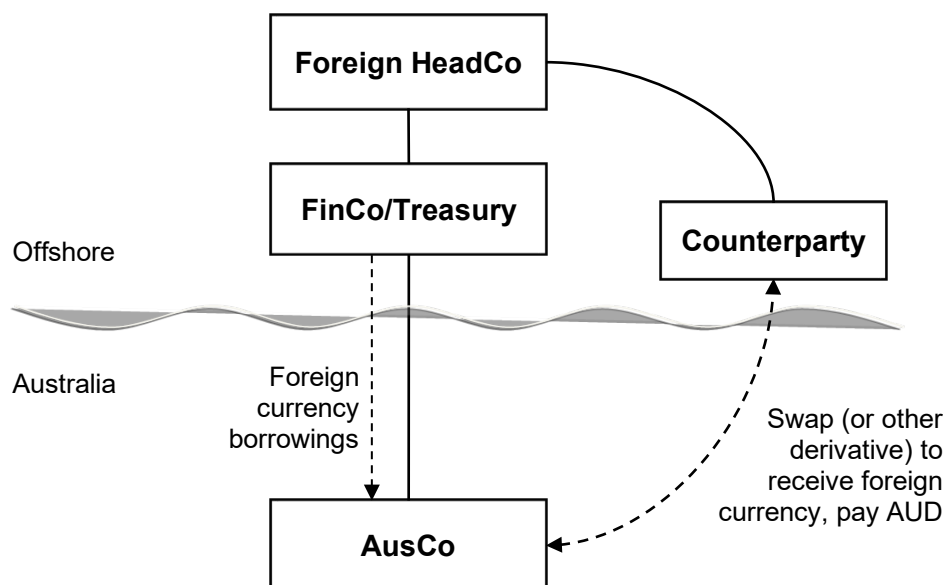 Foreign HeadCo
FinCo/Treasury
Counterparty
Offshore
Australia
Foreign
currency
borrowings
Swap (or other
derivative) to
receive foreign
currency, pay AUD
AusCo